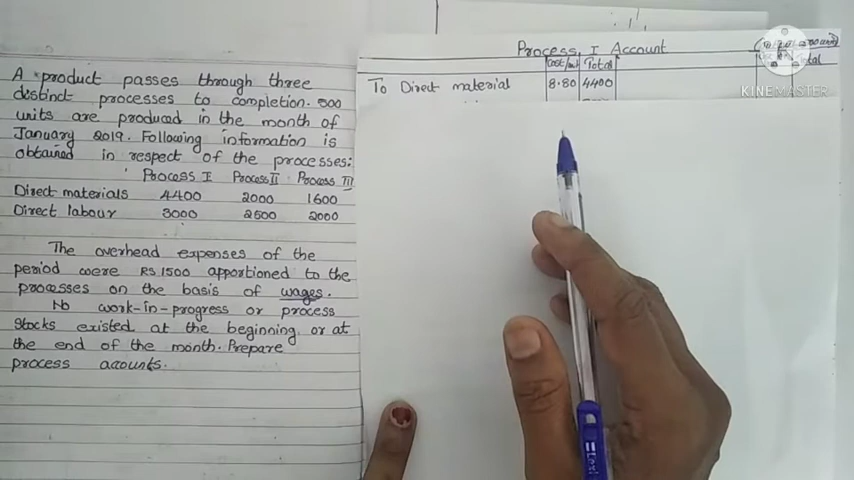 A product passes through three
distinct processes to completion. 500
units are produced in the month of
January 2019. Following information is
obtained in respect of the processes:
Process I Process II Process III
Direct materials 4400 2000 1600
Direct labour 3000 2500 2000
The overhead expenses of the
period were RS.1500 apportioned to the
processes on the basis of wages.
No work-in-progress or process
stocks existed at the beginning or at
the end of the month. Prepare
process accounts.
Process I Account
Cost/unit Total
To Direct material 8.80 4400
KINEMASTER